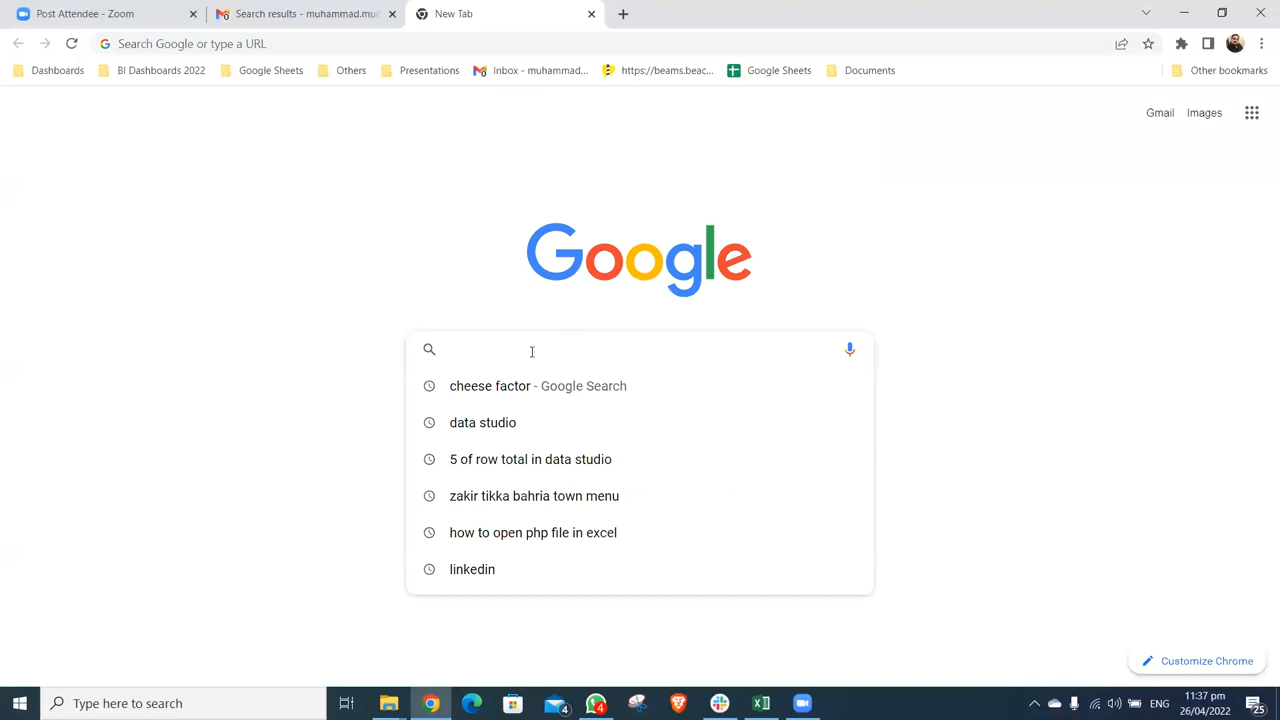 Post Attendee - Zoom
Search results - muhammad.mu
New Tab
Search Google or type a URL
Dashboards
BI Dashboards 2022
Google Sheets
Others
Presentations
Inbox - muhammad...
https://beams.beac...
Google Sheets
Documents
Other bookmarks
Gmail
Images
Google
cheese factor - Google Search
data studio
5 of row total in data studio
zakir tikka bahria town menu
how to open php file in excel
linkedin
Customize Chrome
Type here to search
4
4
ENG
11:37 pm
26/04/2022
25